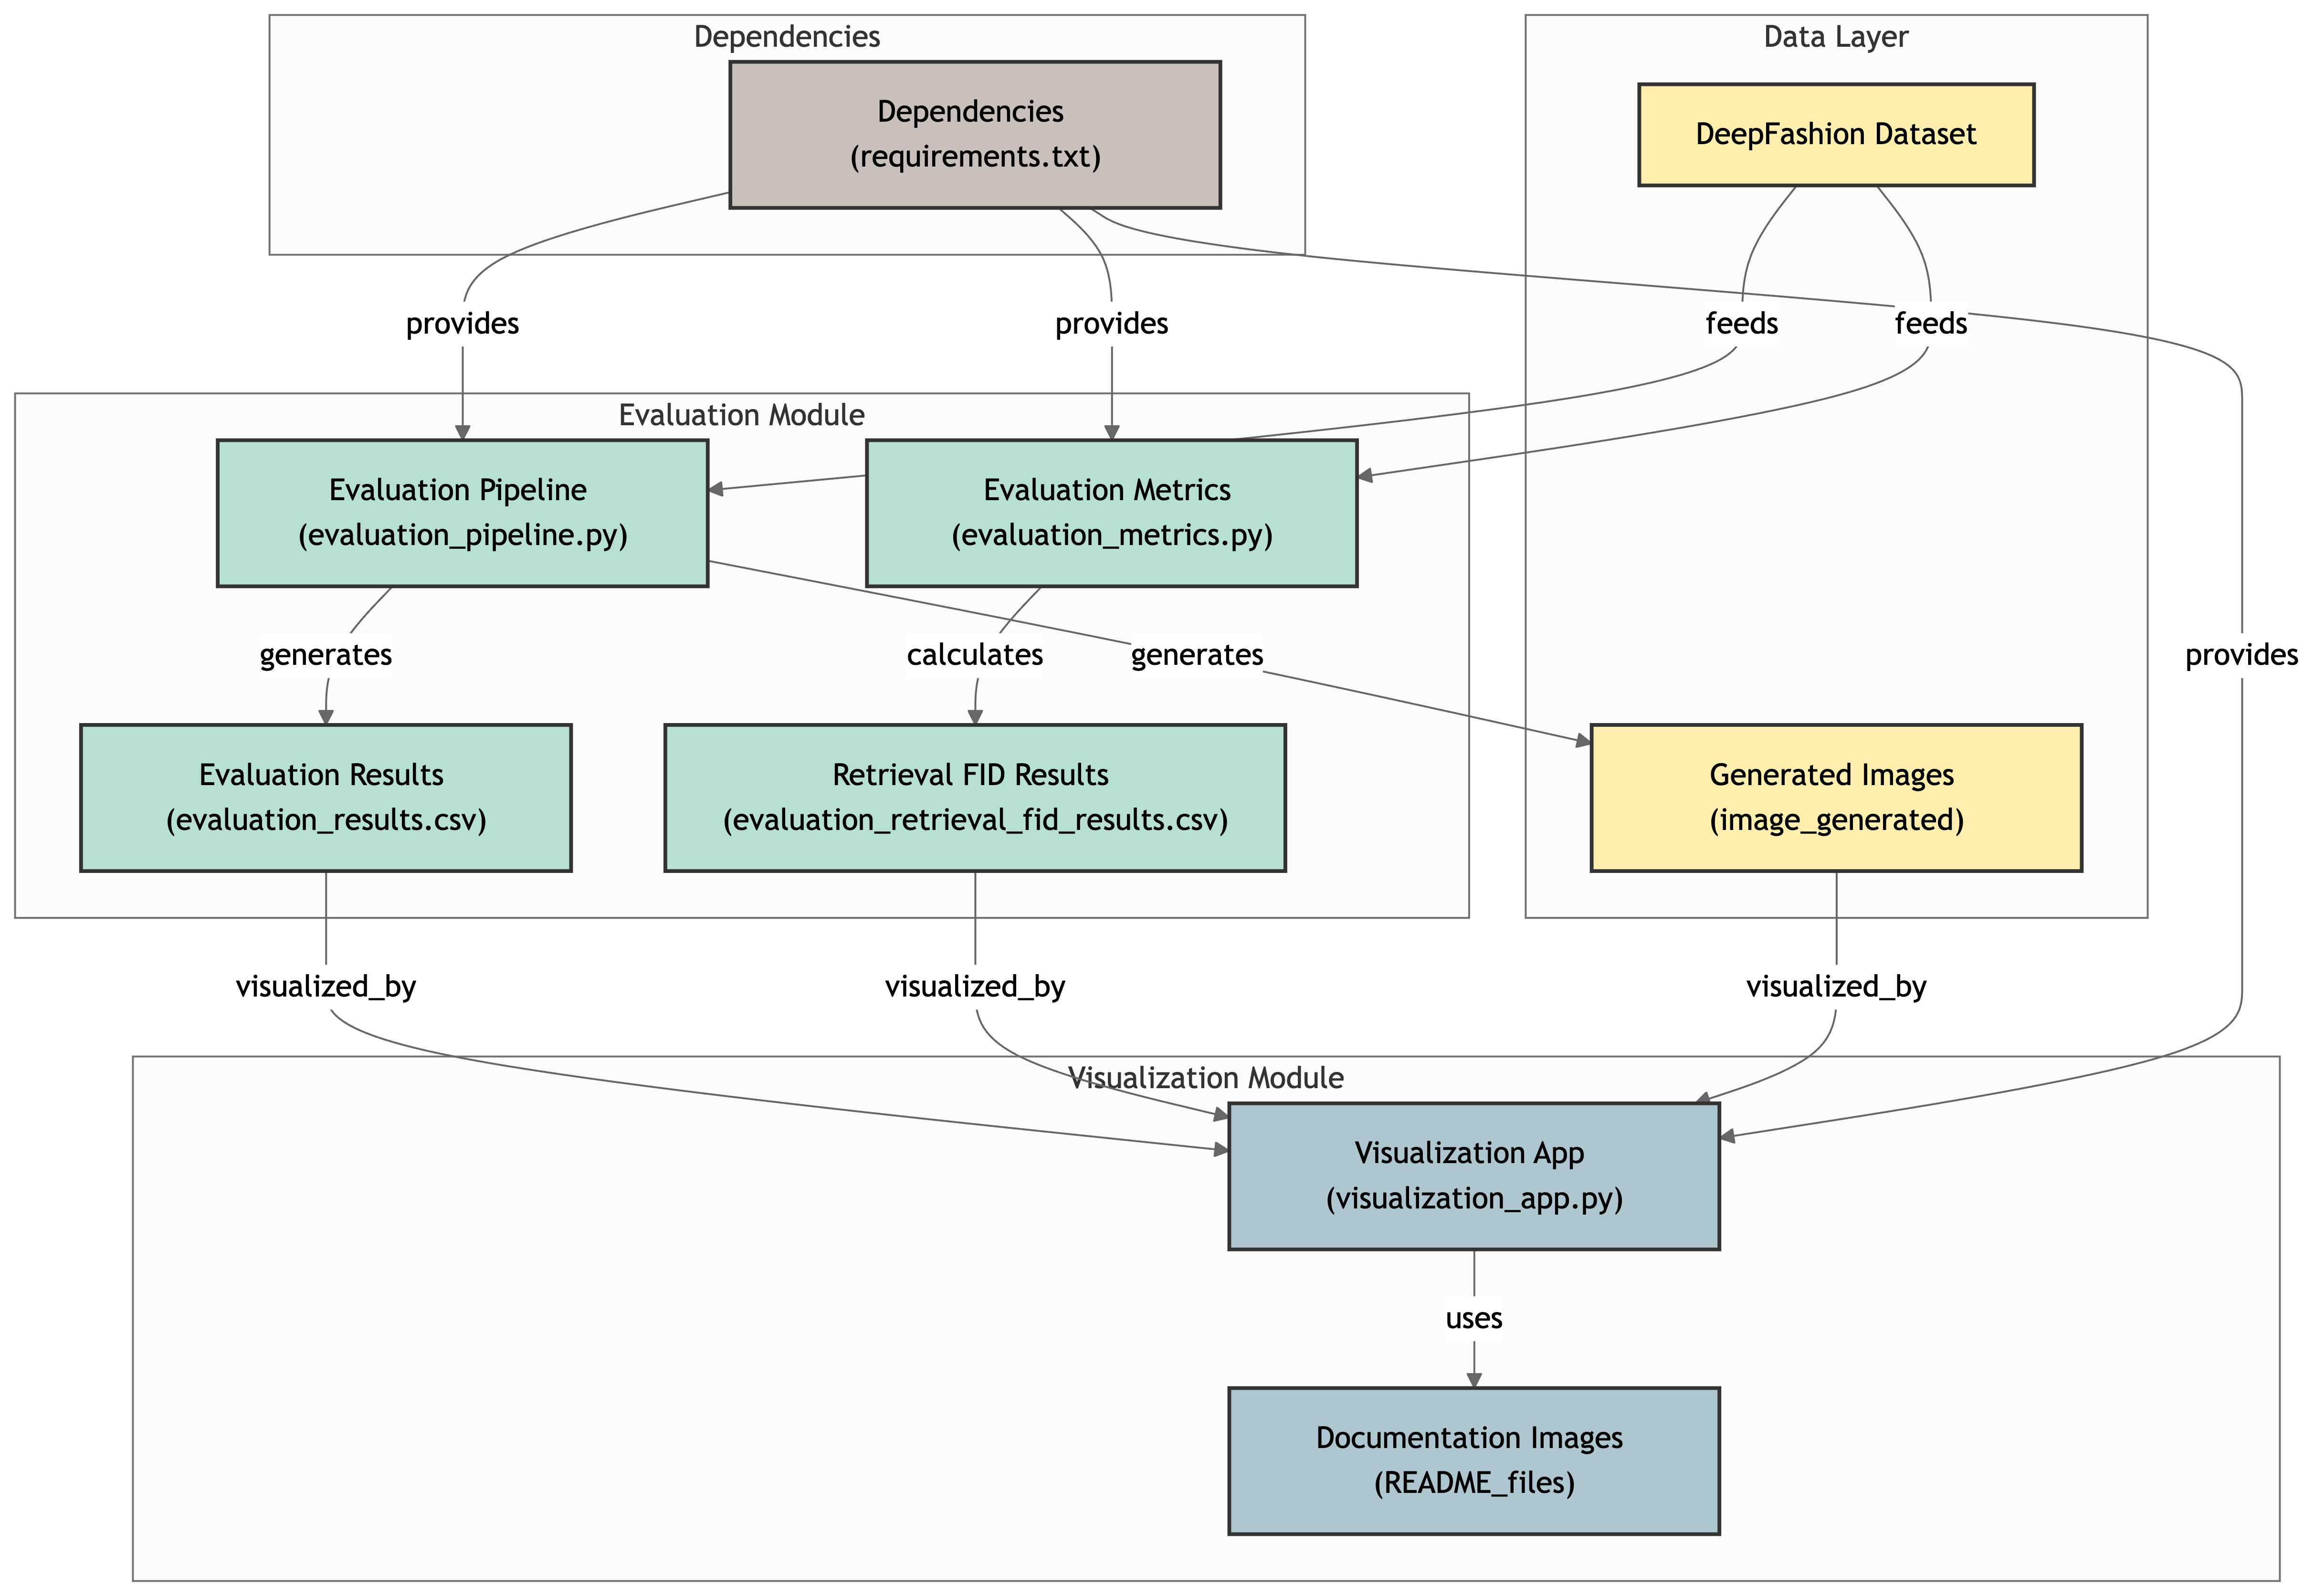 Dependencies
Data Layer
Dependencies
(requirements.txt)
DeepFashion Dataset
provides
provides
feeds
feeds
Evaluation Module
Evaluation Pipeline
(evaluation_pipeline.py)
Evaluation Metrics
(evaluation_metrics.py)
generates
calculates
generates
provides
Evaluation Results
(evaluation_results.csv)
Retrieval FID Results
(evaluation_retrieval_fid_results.csv)
Generated Images
(image_generated)
visualized_by
visualized_by
visualized_by
Visualization Module
Visualization App
(visualization_app.py)
uses
Documentation Images
(README_files)